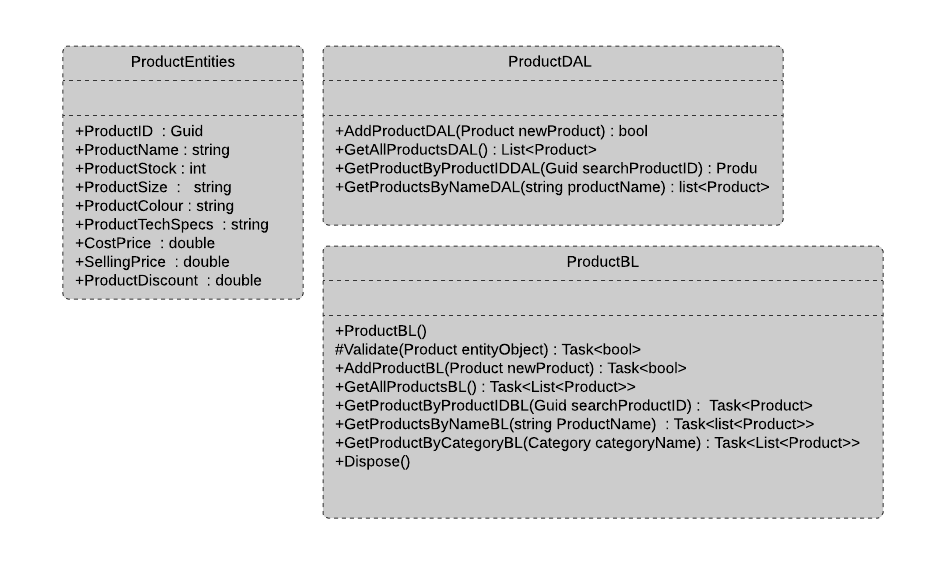 ProductEntities
+ProductID : Guid
+ProductName : string
+ProductStock : int
+ProductSize : string
+ProductColour : string
+ProductTechSpecs : string
+CostPrice : double
+SellingPrice : double
+ProductDiscount : double
ProductDAL
+AddProductDAL(Product newProduct) : bool
+GetAllProductsDAL() : List<Product>
+GetProductByProductIDDAL(Guid searchProductID) : Produ
+GetProductsByNameDAL(string productName) : list<Product>
ProductBL
+ProductBL()
#Validate(Product entityObject) : Task<bool>
+AddProductBL(Product newProduct) : Task<bool>
+GetAllProductsBL() : Task<List<Product>>
+GetProductByProductIDBL(Guid searchProductID) : Task<Product>
+GetProductsByNameBL(string ProductName) : Task<list<Product>>
+GetProductByCategoryBL(Category categoryName) : Task<List<Product>>
+Dispose()